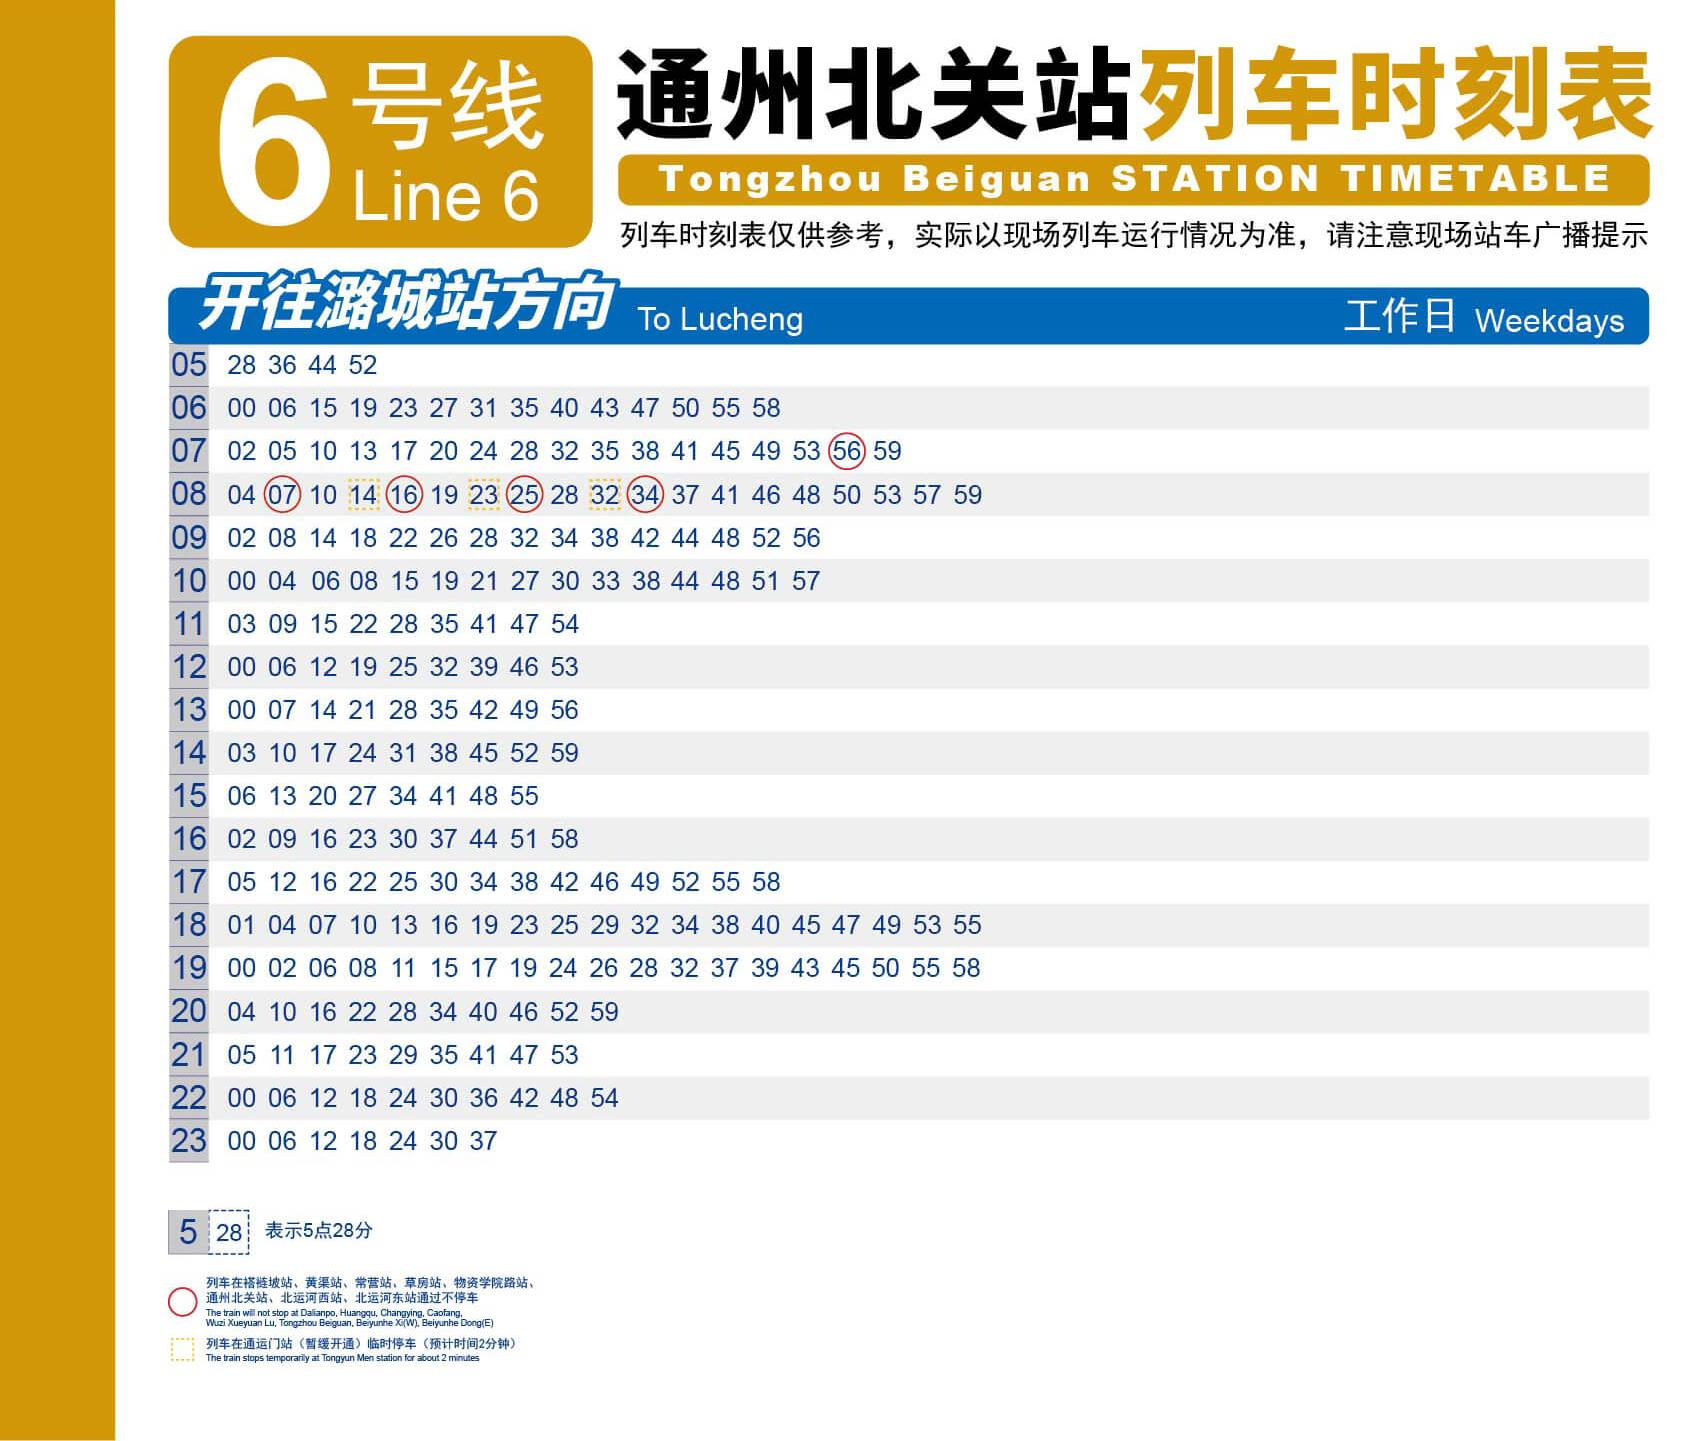 6号线
Line 6
通州北关站列车时刻表
Tongzhou Beiguan STATION TIMETABLE
列车时刻表仅供参考，实际以现场列车运行情况为准，请注意现场站车广播提示
开往潞城站方向 To Lucheng 工作日 Weekdays
05 28 36 44 52
06 00 06 15 19 23 27 31 35 40 43 47 50 55 58
07 02 05 10 13 17 20 24 28 32 35 38 41 45 49 53 56 59
08 04 07 10 14 16 19 23 25 28 32 34 37 41 46 48 50 53 57 59
09 02 08 14 18 22 26 28 32 34 38 42 44 48 52 56
10 00 04 06 08 15 19 21 27 30 33 38 44 48 51 57
11 03 09 15 22 28 35 41 47 54
12 00 06 12 19 25 32 39 46 53
13 00 07 14 21 28 35 42 49 56
14 03 10 17 24 31 38 45 52 59
15 06 13 20 27 34 41 48 55
16 02 09 16 23 30 37 44 51 58
17 05 12 16 22 25 30 34 38 42 46 49 52 55 58
18 01 04 07 10 13 16 19 23 25 29 32 34 38 40 45 47 49 53 55
19 00 02 06 08 11 15 17 19 24 26 28 32 37 39 43 45 50 55 58
20 04 10 16 22 28 34 40 46 52 59
21 05 11 17 23 29 35 41 47 53
22 00 06 12 18 24 30 36 42 48 54
23 00 06 12 18 24 30 37
5 28 表示5点28分
列车在褡裢坡站、黄渠站、常营站、草房站、物资学院路站、
通州北关站、北运河西站、北运河东站通过不停车
The train will not stop at Dalianpo, Huangqu, Changying, Caofang,
Wuzi Xueyuan Lu, Tongzhou Beiguan, Beiyunhe Xi(W), Beiyunhe Dong(E)
列车在通运门站（暂缓开通）临时停车（预计时间2分钟）
The train stops temporarily at Tongyun Men station for about 2 minutes